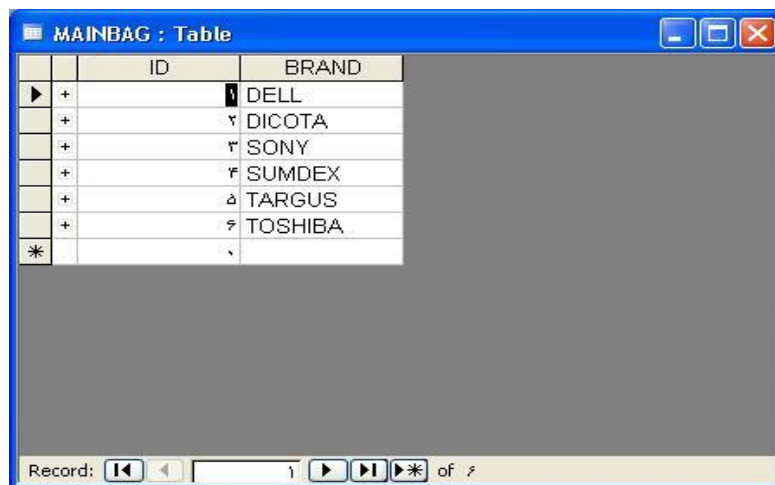 MAINBAG : Table
ID BRAND
۱ DELL
۲ DICOTA
۳ SONY
۴ SUMDEX
۵ TARGUS
۶ TOSHIBA
۰
Record: ۱ of ۶